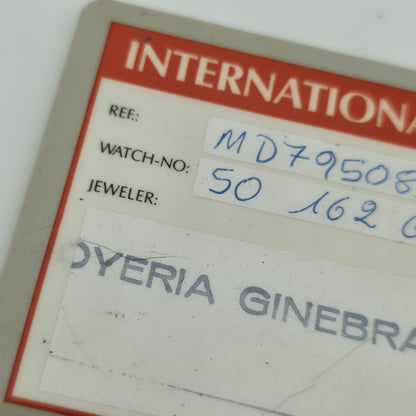 INTERNATIONA
REF.: MD79508
WATCH-NO: 50 162
JEWELER:
OYERIA GINEBRA